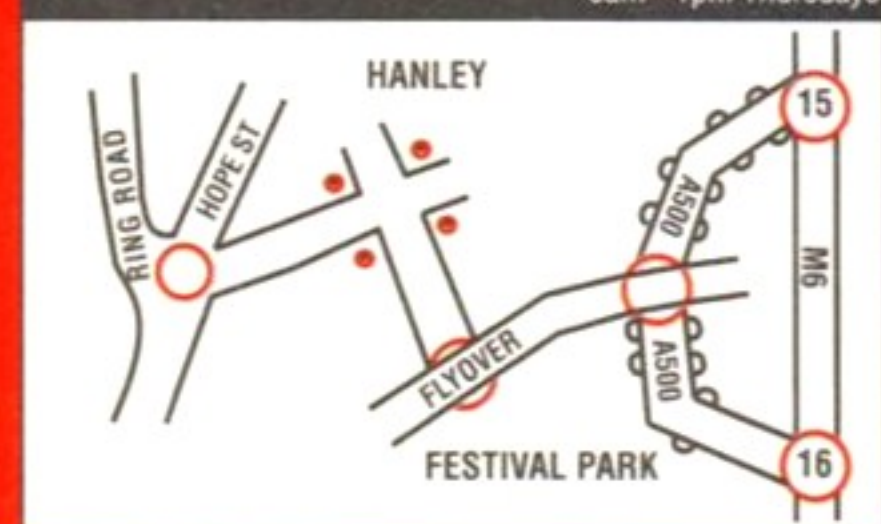 HANLEY
15
RING ROAD
HOPE ST
A500
M6
FLYOVER
A500
FESTIVAL PARK
16